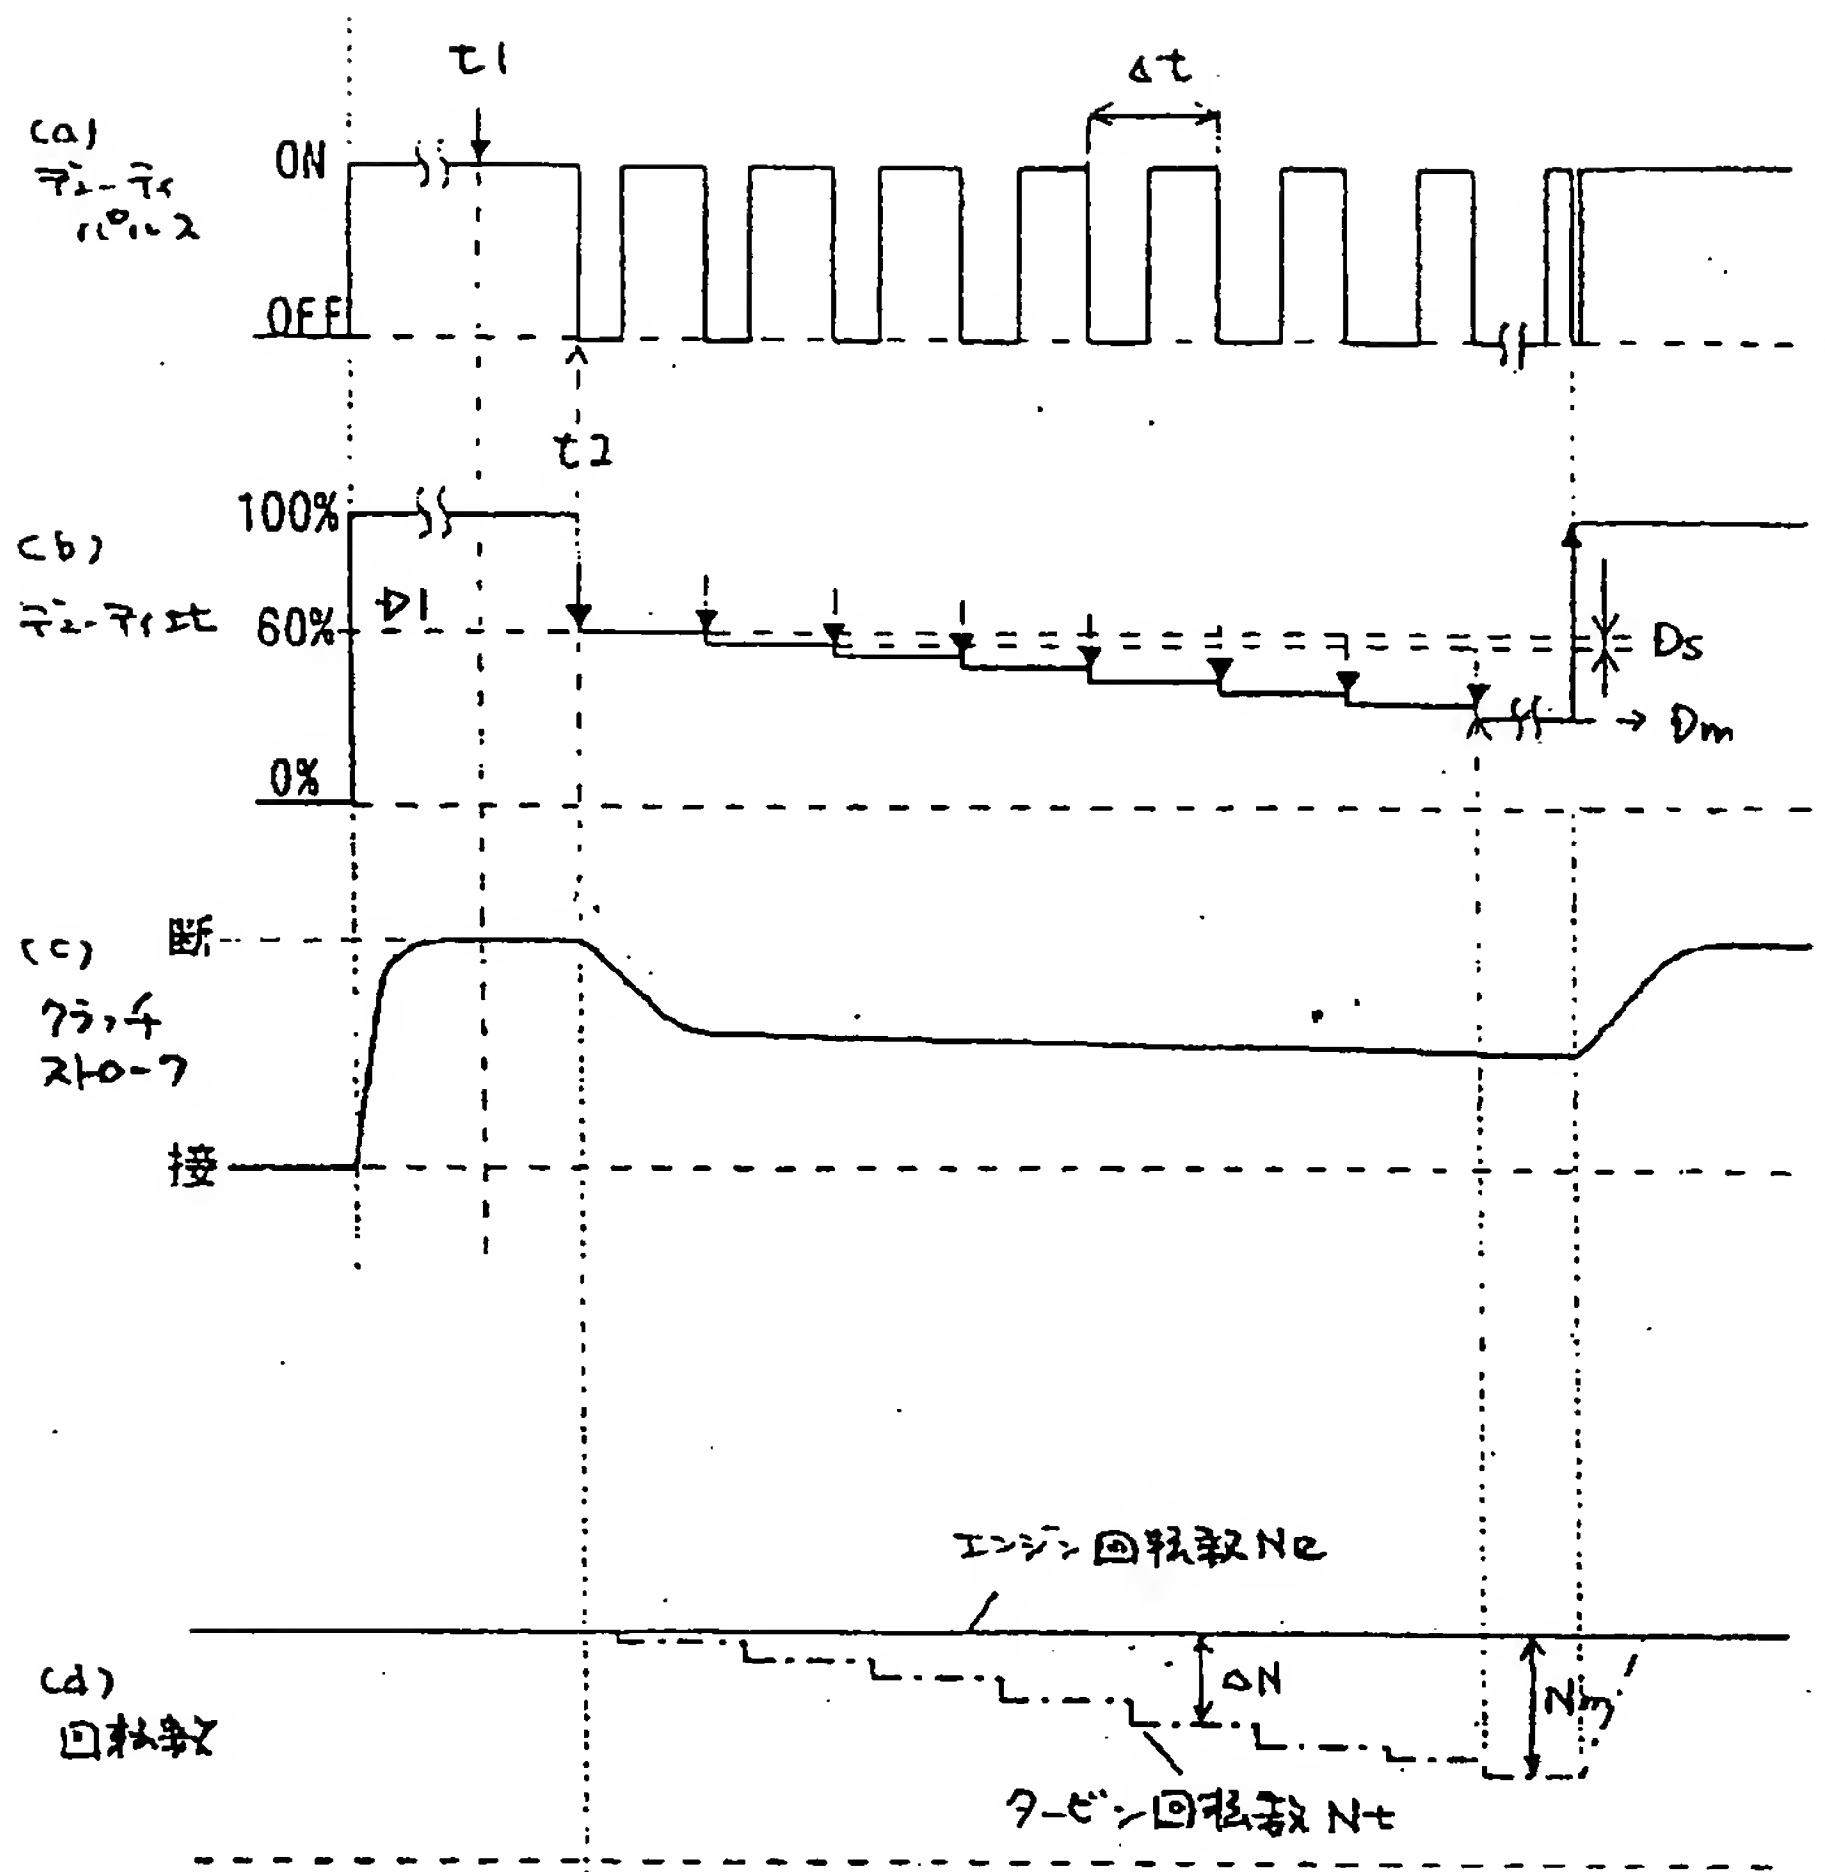 t1
Δt
(a)
デューティ
パルス
ON
OFF
t2
(b)
デューティ比
100%
D1
60%
0%
Ds
Dm
(c)
クラッチ
ストローク
断
接
エンジン回転数Ne
(d)
回転数
ΔN
Nm
タービン回転数Nt